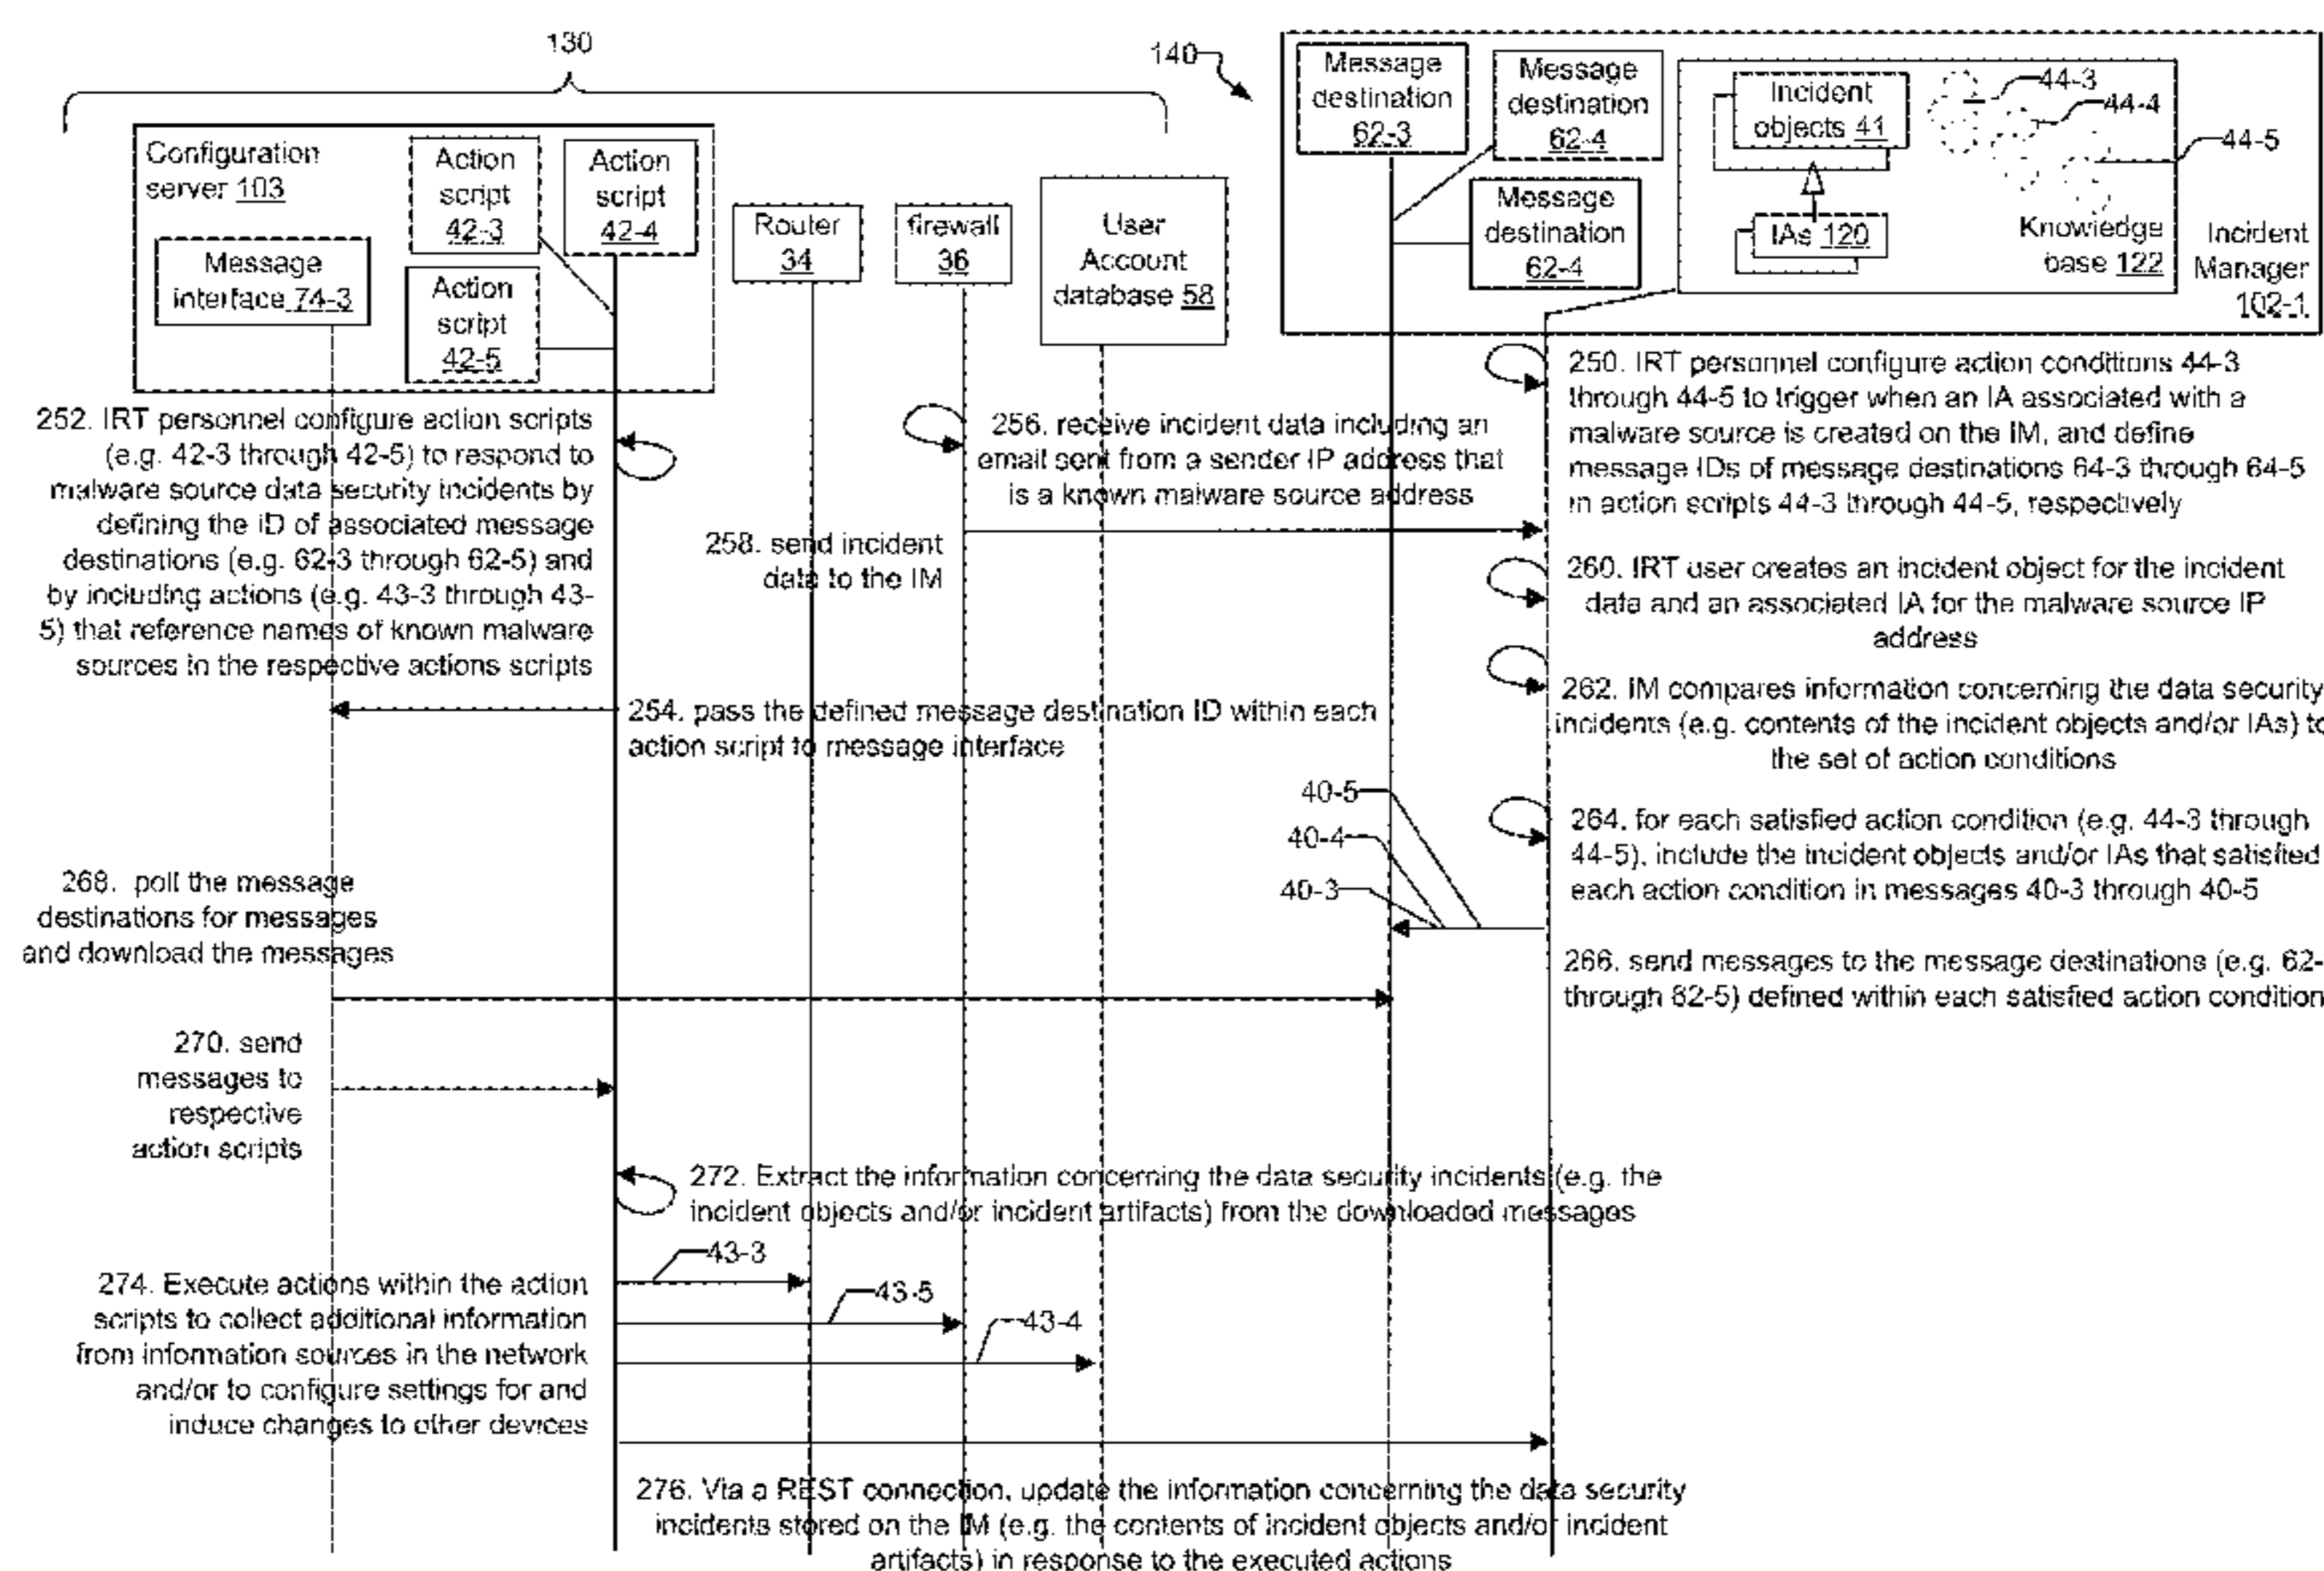 130
140
Configuration
server 103
Message
interface 74-3
Action
script
42-3
Action
script
42-4
Action
script
42-5
Router
34
firewall
36
User
Account
database 58
Message
destination
62-3
Message
destination
62-4
Message
destination
62-4
Incident
objects 41
IAs 120
44-3
44-4
44-5
Knowledge
base 122
Incident
Manager
102-1
250. IRT personnel configure action conditions 44-3
through 44-5 to trigger when an IA associated with a
malware source is created on the IM, and define
message IDs of message destinations 64-3 through 64-5
in action scripts 44-3 through 44-5, respectively
252. IRT personnel configure action scripts
(e.g. 42-3 through 42-5) to respond to
malware source data security incidents by
defining the ID of associated message
destinations (e.g. 62-3 through 62-5) and
by including actions (e.g. 43-3 through 43-
5) that reference names of known malware
sources in the respective actions scripts
256. receive incident data including an
email sent from a sender IP address that
is a known malware source address
258. send incident
data to the IM
260. IRT user creates an incident object for the incident
data and an associated IA for the malware source IP
address
262. IM compares information concerning the data security
incidents (e.g. contents of the incident objects and/or IAs) to
the set of action conditions
254. pass the defined message destination ID within each
action script to message interface
40-5
40-4
40-3
264. for each satisfied action condition (e.g. 44-3 through
44-5), include the incident objects and/or IAs that satisfied
each action condition in messages 40-3 through 40-5
268. poll the message
destinations for messages
and download the messages
266. send messages to the message destinations (e.g. 62-
through 62-5) defined within each satisfied action condition
270. send
messages to
respective
action scripts
272. Extract the information concerning the data security incidents (e.g. the
incident objects and/or incident artifacts) from the downloaded messages
43-3
43-5
43-4
274. Execute actions within the action
scripts to collect additional information
from information sources in the network
and/or to configure settings for and
induce changes to other devices
276. Via a REST connection, update the information concerning the data security
incidents stored on the IM (e.g. the contents of incident objects and/or incident
artifacts) in response to the executed actions